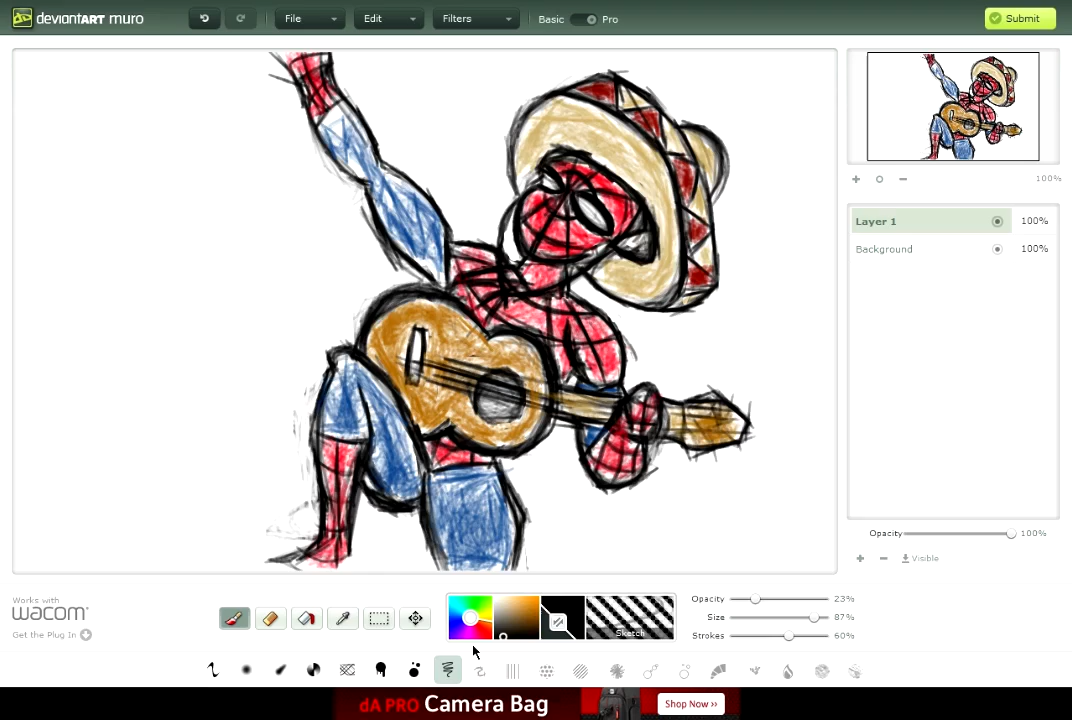 deviantART muro
File
Edit
Filters
Basic
Pro
Submit
100%
Layer 1
100%
Background
100%
Opacity
100%
Visible
Works with
wacom
Get the Plug In
Sketch
Opacity
23%
Size
87%
Strokes
60%
dA PRO Camera Bag
Shop Now ››